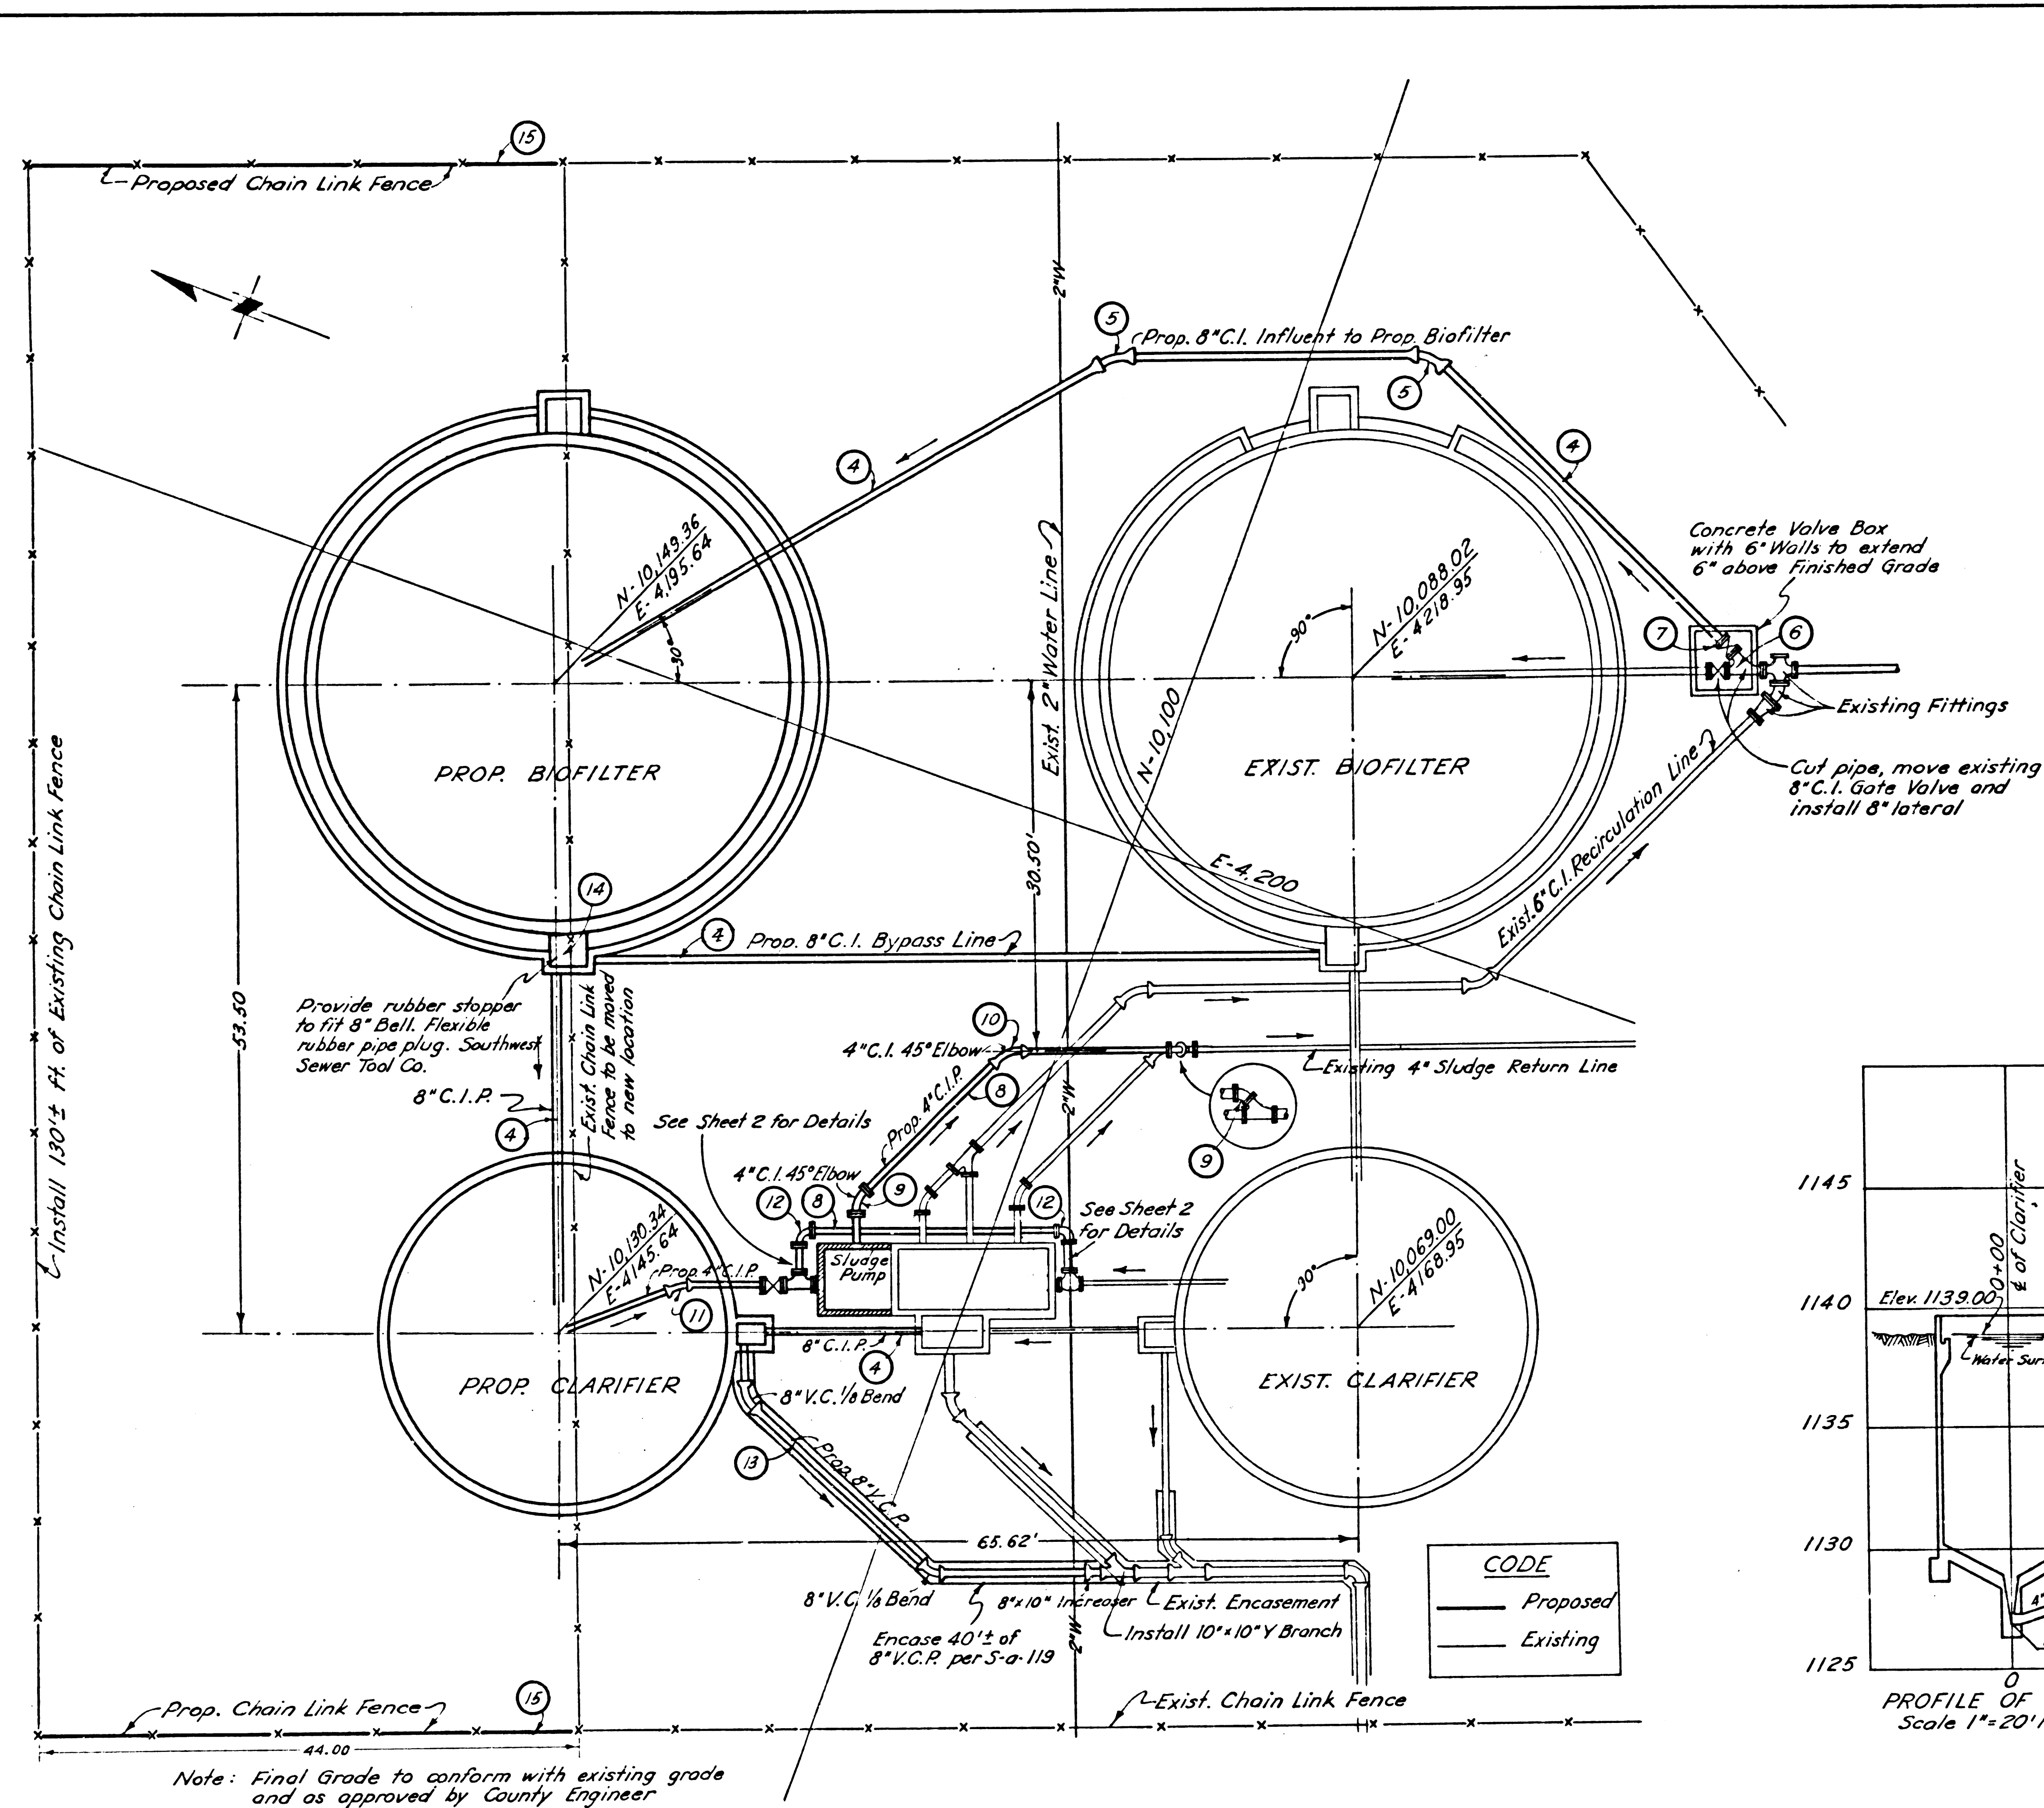 15
Proposed Chain Link Fence
2"W
5
Prop. 8"C.I. Influent to Prop. Biofilter
5
4
4
Concrete Valve Box
with 6" Walls to extend
6" above Finished Grade
N-10,149.36
E-4,195.64
30°
Exist. 2" Water Line
N-10,088.02
E-4218.95
90°
7
6
Existing Fittings
Cut pipe, move existing
8"C.I. Gate Valve and
install 8" lateral
PROP. BIOFILTER
EXIST. BIOFILTER
N-10,100
E-4,200
30.50'
53.50
Install 130'± ft. of Existing Chain Link Fence
Exist. 6"C.I. Recirculation Line
14
4
Prop. 8"C.I. Bypass Line
Provide rubber stopper
to fit 8" Bell. Flexible
rubber pipe plug. Southwest
Sewer Tool Co.
Exist. Chain Link
Fence to be moved
to new location
8"C.I.P.
4
10
4"C.I. 45° Elbow
8
Prop. 4"C.I.P.
Existing 4" Sludge Return Line
2"W
9
See Sheet 2 for Details
4"C.I. 45° Elbow
12
8
9
12
See Sheet 2
for Details
N-10,130.34
E-4145.64
Prop. 4"C.I.P.
11
Sludge
Pump
N-10,069.00
E-4168.95
90°
8"C.I.P.
4
PROP. CLARIFIER
EXIST. CLARIFIER
8"V.C. 1/8 Bend
13
Prop. 8"V.C.P.
65.62'
8"V.C. 1/8 Bend
8"x10" Increaser
Exist. Encasement
Encase 40'± of
8"V.C.P. per S-a-119
Install 10"x10" Y Branch
2"W
CODE
Proposed
Existing
Prop. Chain Link Fence
15
Exist. Chain Link Fence
44.00
Note: Final Grade to conform with existing grade
and as approved by County Engineer
1145
1140
1135
1130
1125
Elev. 1139.00
0+00
℄ of Clarifier
Water Sur
4"
0
PROFILE OF
Scale 1"=20'